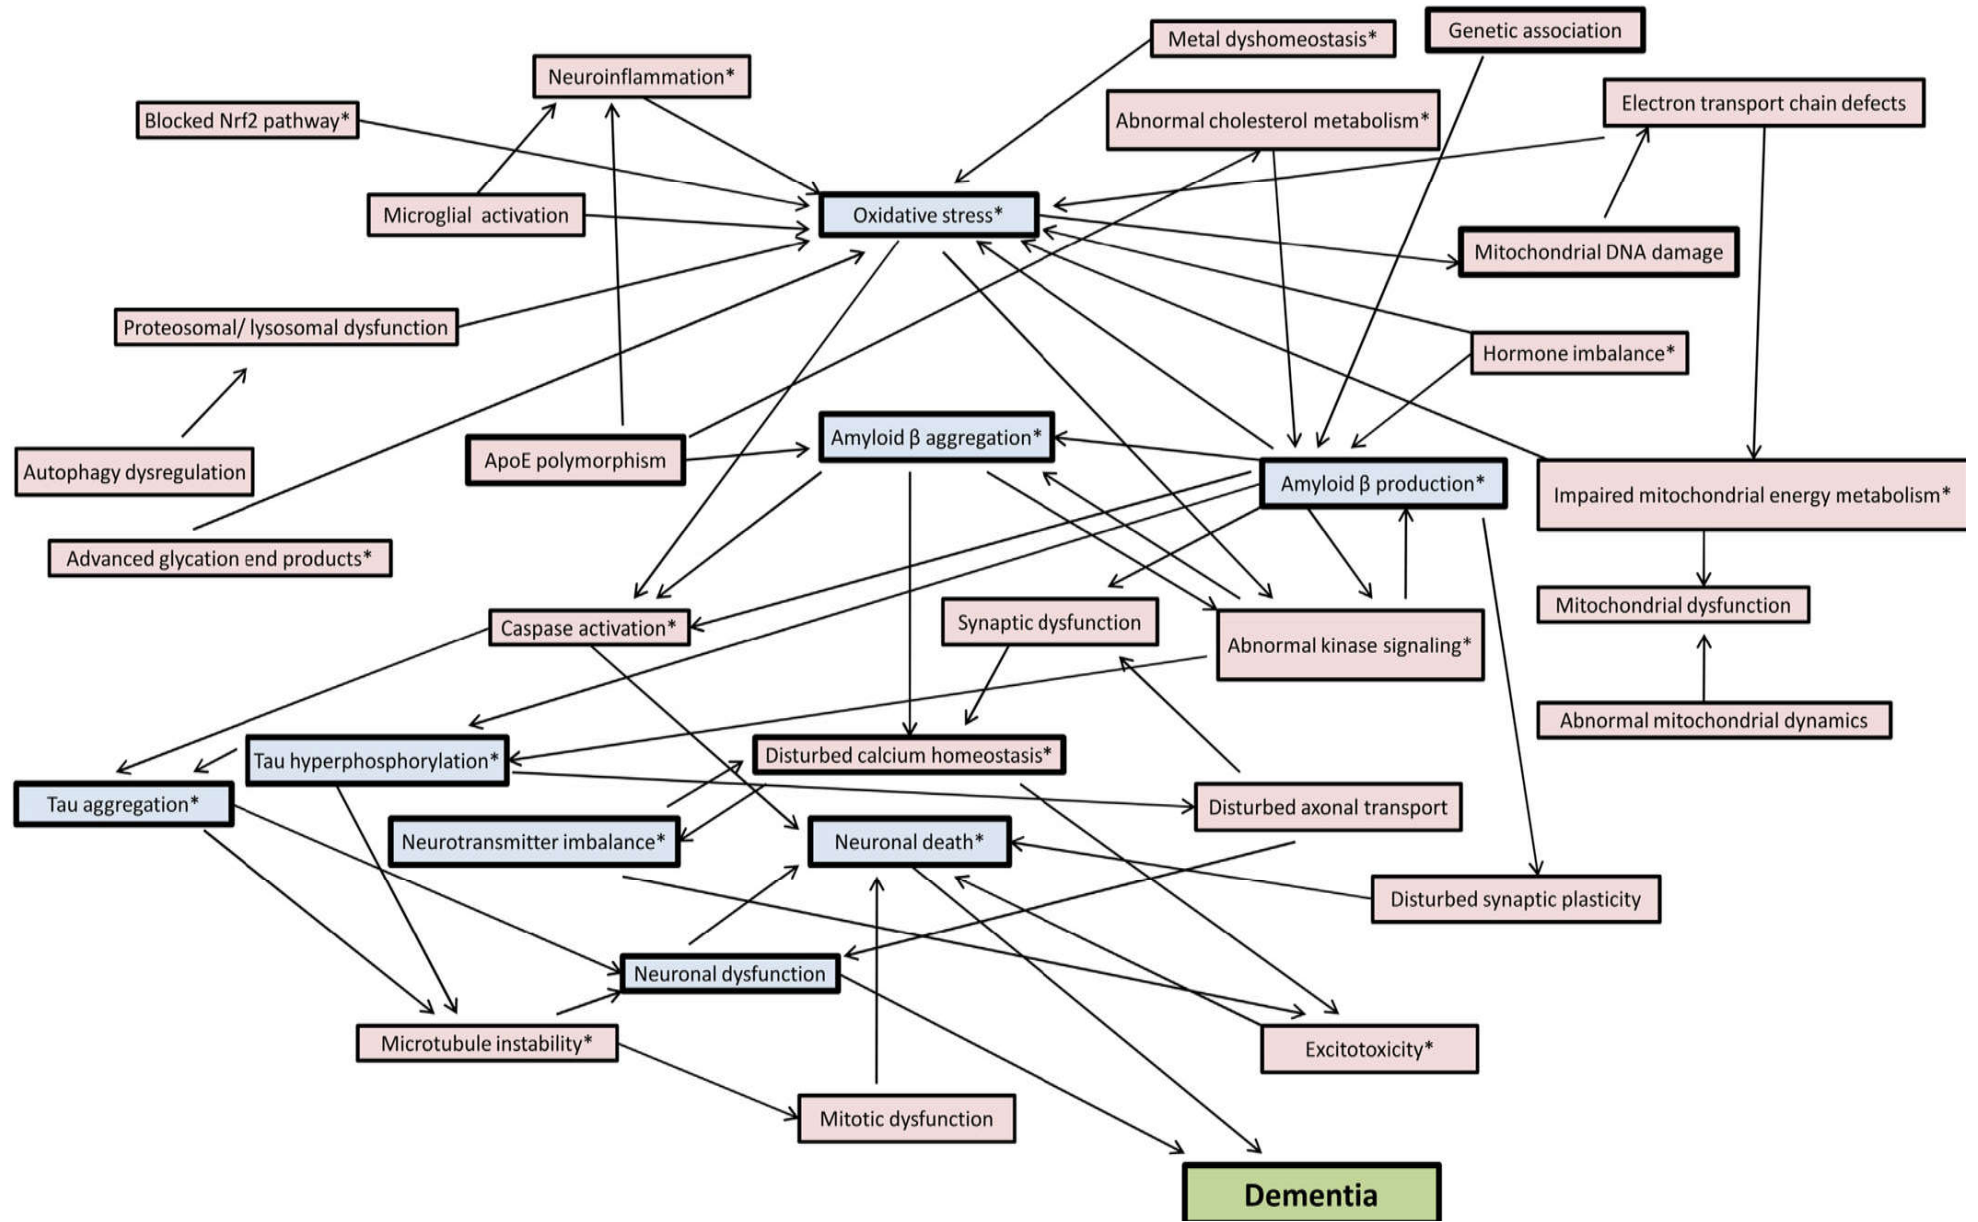 Genetic association
Metal dyshomeostasis*
Neuroinflammation*
Electron transport chain defects
Blocked Nrf2 pathway*
Abnormal cholesterol metabolism*
Microglial activation
Oxidative stress*
Mitochondrial DNA damage
Proteosomal/ lysosomal dysfunction
Hormone imbalance*
Amyloid β aggregation*
ApoE polymorphism
Autophagy dysregulation
Amyloid β production*
Impaired mitochondrial energy metabolism*
Advanced glycation end products*
Mitochondrial dysfunction
Caspase activation*
Synaptic dysfunction
Abnormal kinase signaling*
Abnormal mitochondrial dynamics
Tau hyperphosphorylation*
Disturbed calcium homeostasis*
Tau aggregation*
Disturbed axonal transport
Neurotransmitter imbalance*
Neuronal death*
Disturbed synaptic plasticity
Neuronal dysfunction
Microtubule instability*
Excitotoxicity*
Mitotic dysfunction
Dementia